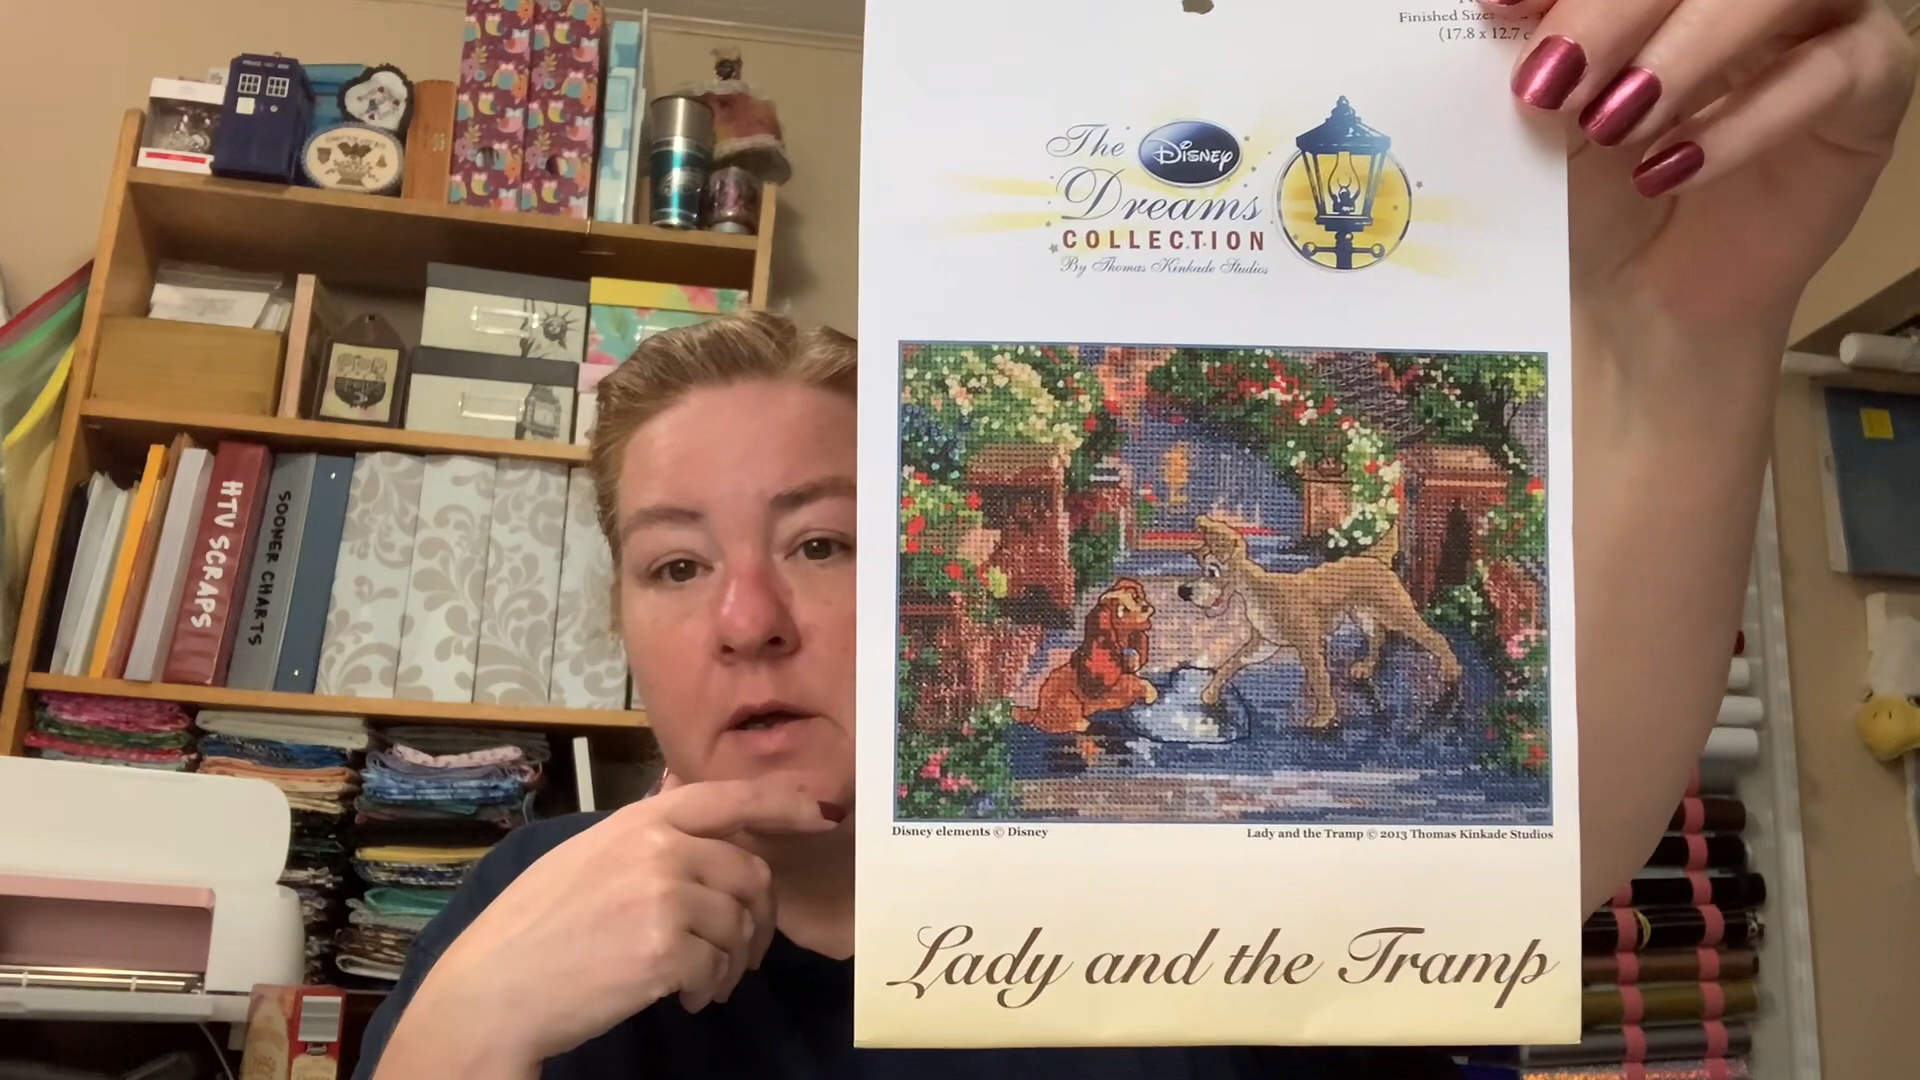 Finished Size:
(17.8 x 12.7 c
The Disney
Dreams
COLLECTION
By Thomas Kinkade Studios
Disney elements © Disney
Lady and the Tramp © 2013 Thomas Kinkade Studios
Lady and the Tramp
HTV SCRAPS
SOONER CHARTS